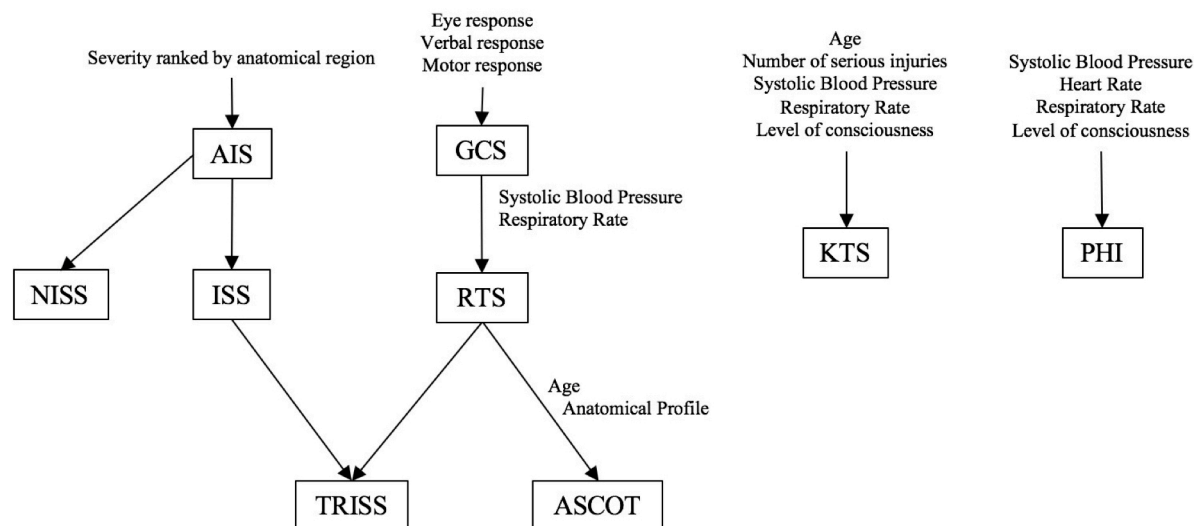 Severity ranked by anatomical region
Eye response
Verbal response
Motor response
Age
Number of serious injuries
Systolic Blood Pressure
Respiratory Rate
Level of consciousness
Systolic Blood Pressure
Heart Rate
Respiratory Rate
Level of consciousness
AIS
GCS
Systolic Blood Pressure
Respiratory Rate
NISS
ISS
RTS
KTS
PHI
Age
Anatomical Profile
TRISS
ASCOT